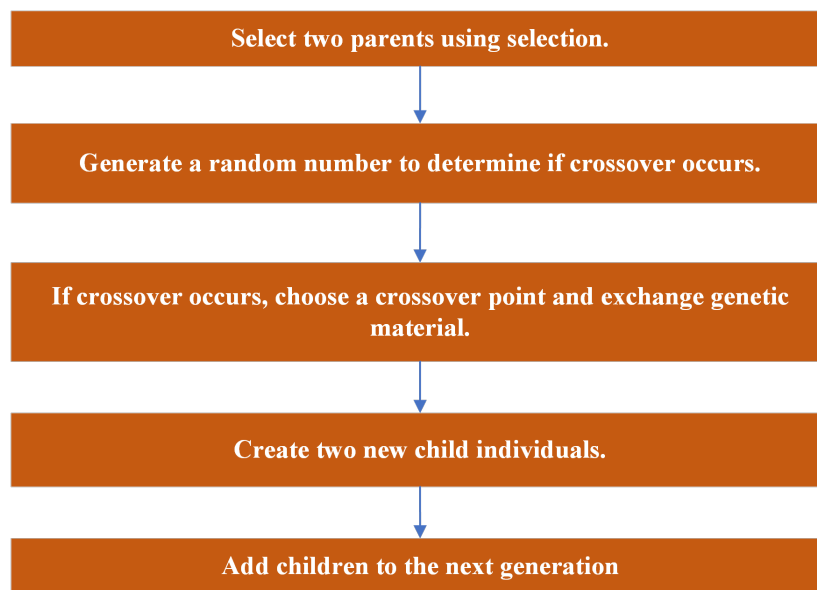 Select two parents using selection.
Generate a random number to determine if crossover occurs.
If crossover occurs, choose a crossover point and exchange genetic
material.
Create two new child individuals.
Add children to the next generation